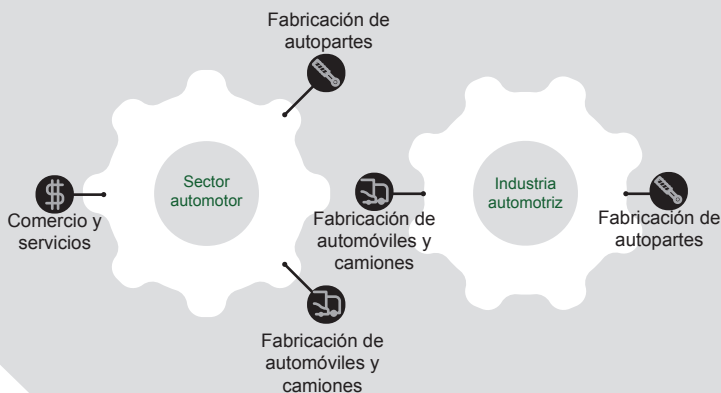 Fabricación de
autopartes
Sector
automotor
Comercio y
servicios
Fabricación de
automóviles y
camiones
Industria
automotriz
Fabricación de
automóviles y
camiones
Fabricación de
autopartes